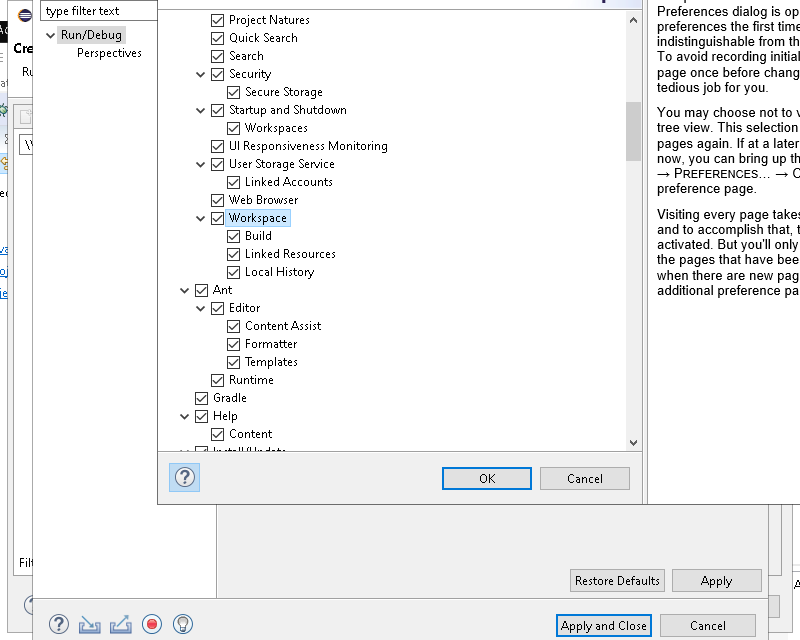 type filter text
Run/Debug
Perspectives
Project Natures
Quick Search
Search
Security
Secure Storage
Startup and Shutdown
Workspaces
UI Responsiveness Monitoring
User Storage Service
Linked Accounts
Web Browser
Workspace
Build
Linked Resources
Local History
Ant
Editor
Content Assist
Formatter
Templates
Runtime
Gradle
Help
Content
Install/Update
OK
Cancel
Preferences dialog is op
preferences the first time
indistinguishable from th
To avoid recording initial
page once before chang
tedious job for you.
You may choose not to v
tree view. This selection
pages again. If at a later
now, you can bring up th
→ PREFERENCES... → O
preference page.
Visiting every page takes
and to accomplish that, t
activated. But you'll only
the pages that have bee
when there are new pag
additional preference pa
Cre
Ru
Filt
Restore Defaults
Apply
Apply and Close
Cancel